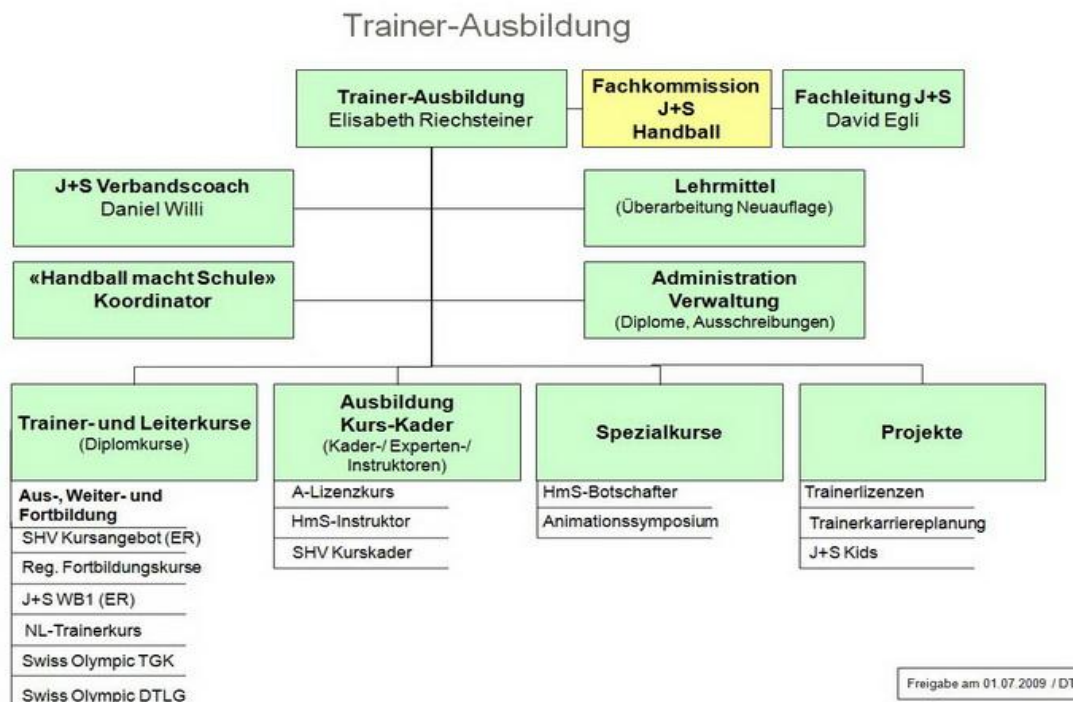 Trainer-Ausbildung
Trainer-Ausbildung
Elisabeth Riechsteiner
Fachkommission
J+S
Handball
Fachleitung J+S
David Egli
J+S Verbandscoach
Daniel Willi
Lehrmittel
(Überarbeitung Neuauflage)
«Handball macht Schule»
Koordinator
Administration
Verwaltung
(Diplome, Ausschreibungen)
Trainer- und Leiterkurse
(Diplomkurse)
Aus-, Weiter- und
Fortbildung
SHV Kursangebot (ER)
Reg. Fortbildungskurse
J+S WB1 (ER)
NL-Trainerkurs
Swiss Olympic TGK
Swiss Olympic DTLG
Ausbildung
Kurs-Kader
(Kader-/ Experten-/
Instruktoren)
A-Lizenzkurs
HmS-Instruktor
SHV Kurskader
Spezialkurse
HmS-Botschafter
Animationssymposium
Projekte
Trainerlizenzen
Trainerkarriereplanung
J+S Kids
Freigabe am 01.07.2009 / DT